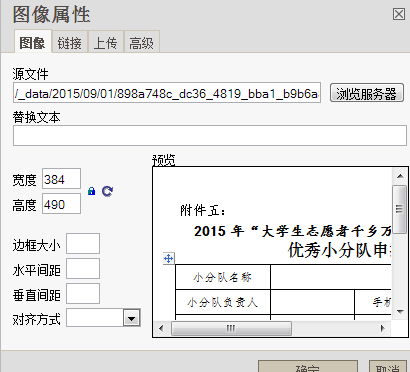 图像属性
图像 链接 上传 高级
源文件
/_data/2015/09/01/898a748c_dc36_4819_bba1_b9b6a
浏览服务器
替换文本
预览
宽度 384
高度 490
边框大小
水平间距
垂直间距
对齐方式
附件五：
2015 年“大学生志愿者千乡万
优秀小分队申
小分队名称
小分队负责人 手机
确定 取消